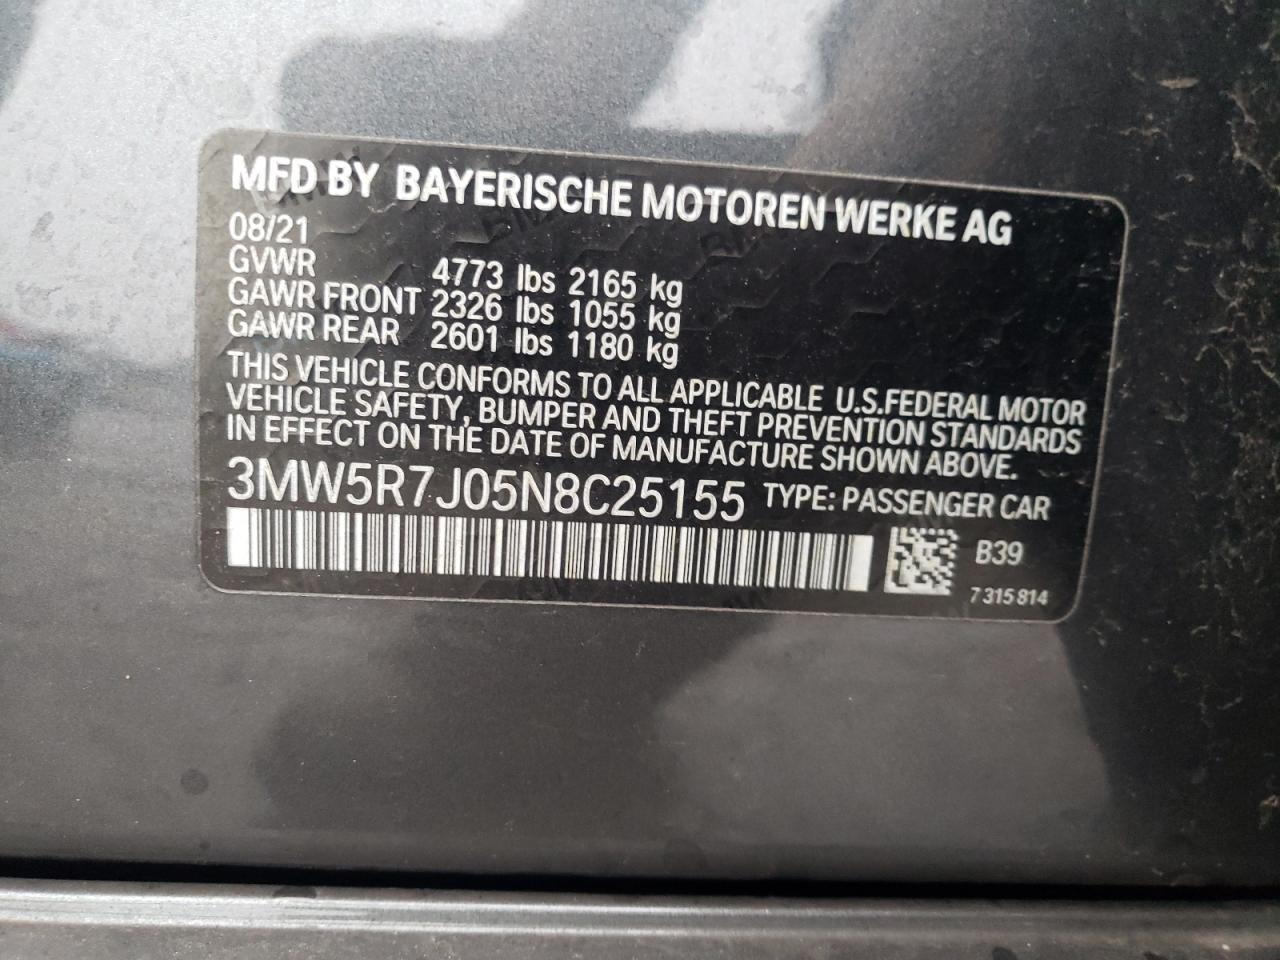 MFD BY BAYERISCHE MOTOREN WERKE AG
08/21
GVWR 4773 lbs 2165 kg
GAWR FRONT 2326 lbs 1055 kg
GAWR REAR 2601 lbs 1180 kg
THIS VEHICLE CONFORMS TO ALL APPLICABLE U.S.FEDERAL MOTOR
VEHICLE SAFETY, BUMPER AND THEFT PREVENTION STANDARDS
IN EFFECT ON THE DATE OF MANUFACTURE SHOWN ABOVE.
3MW5R7J05N8C25155 TYPE: PASSENGER CAR
B39
7 315 814